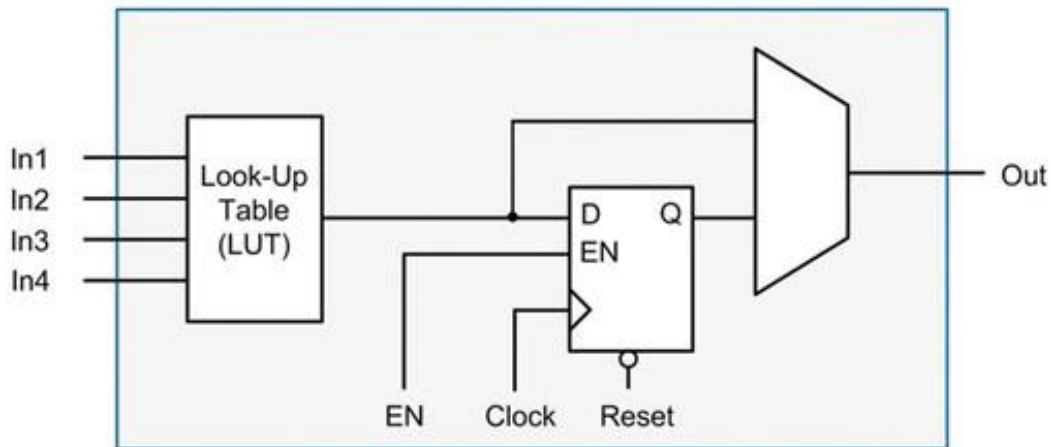 In1
In2
In3
In4
Look-Up
Table
(LUT)
D
Q
EN
Out
EN
Clock
Reset